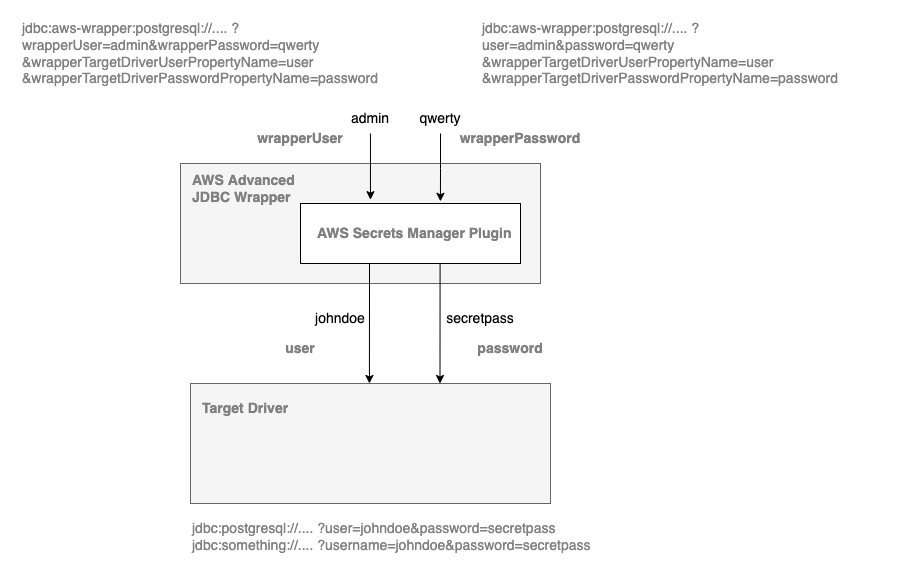 jdbc:aws-wrapper:postgresql://.... ?
wrapperUser=admin&wrapperPassword=qwerty
&wrapperTargetDriverUserPropertyName=user
&wrapperTargetDriverPasswordPropertyName=password
jdbc:aws-wrapper:postgresql://.... ?
user=admin&password=qwerty
&wrapperTargetDriverUserPropertyName=user
&wrapperTargetDriverPasswordPropertyName=password
admin
qwerty
wrapperUser
wrapperPassword
AWS Advanced
JDBC Wrapper
AWS Secrets Manager Plugin
johndoe
secretpass
user
password
Target Driver
jdbc:postgresql://.... ?user=johndoe&password=secretpass
jdbc:something://.... ?username=johndoe&password=secretpass